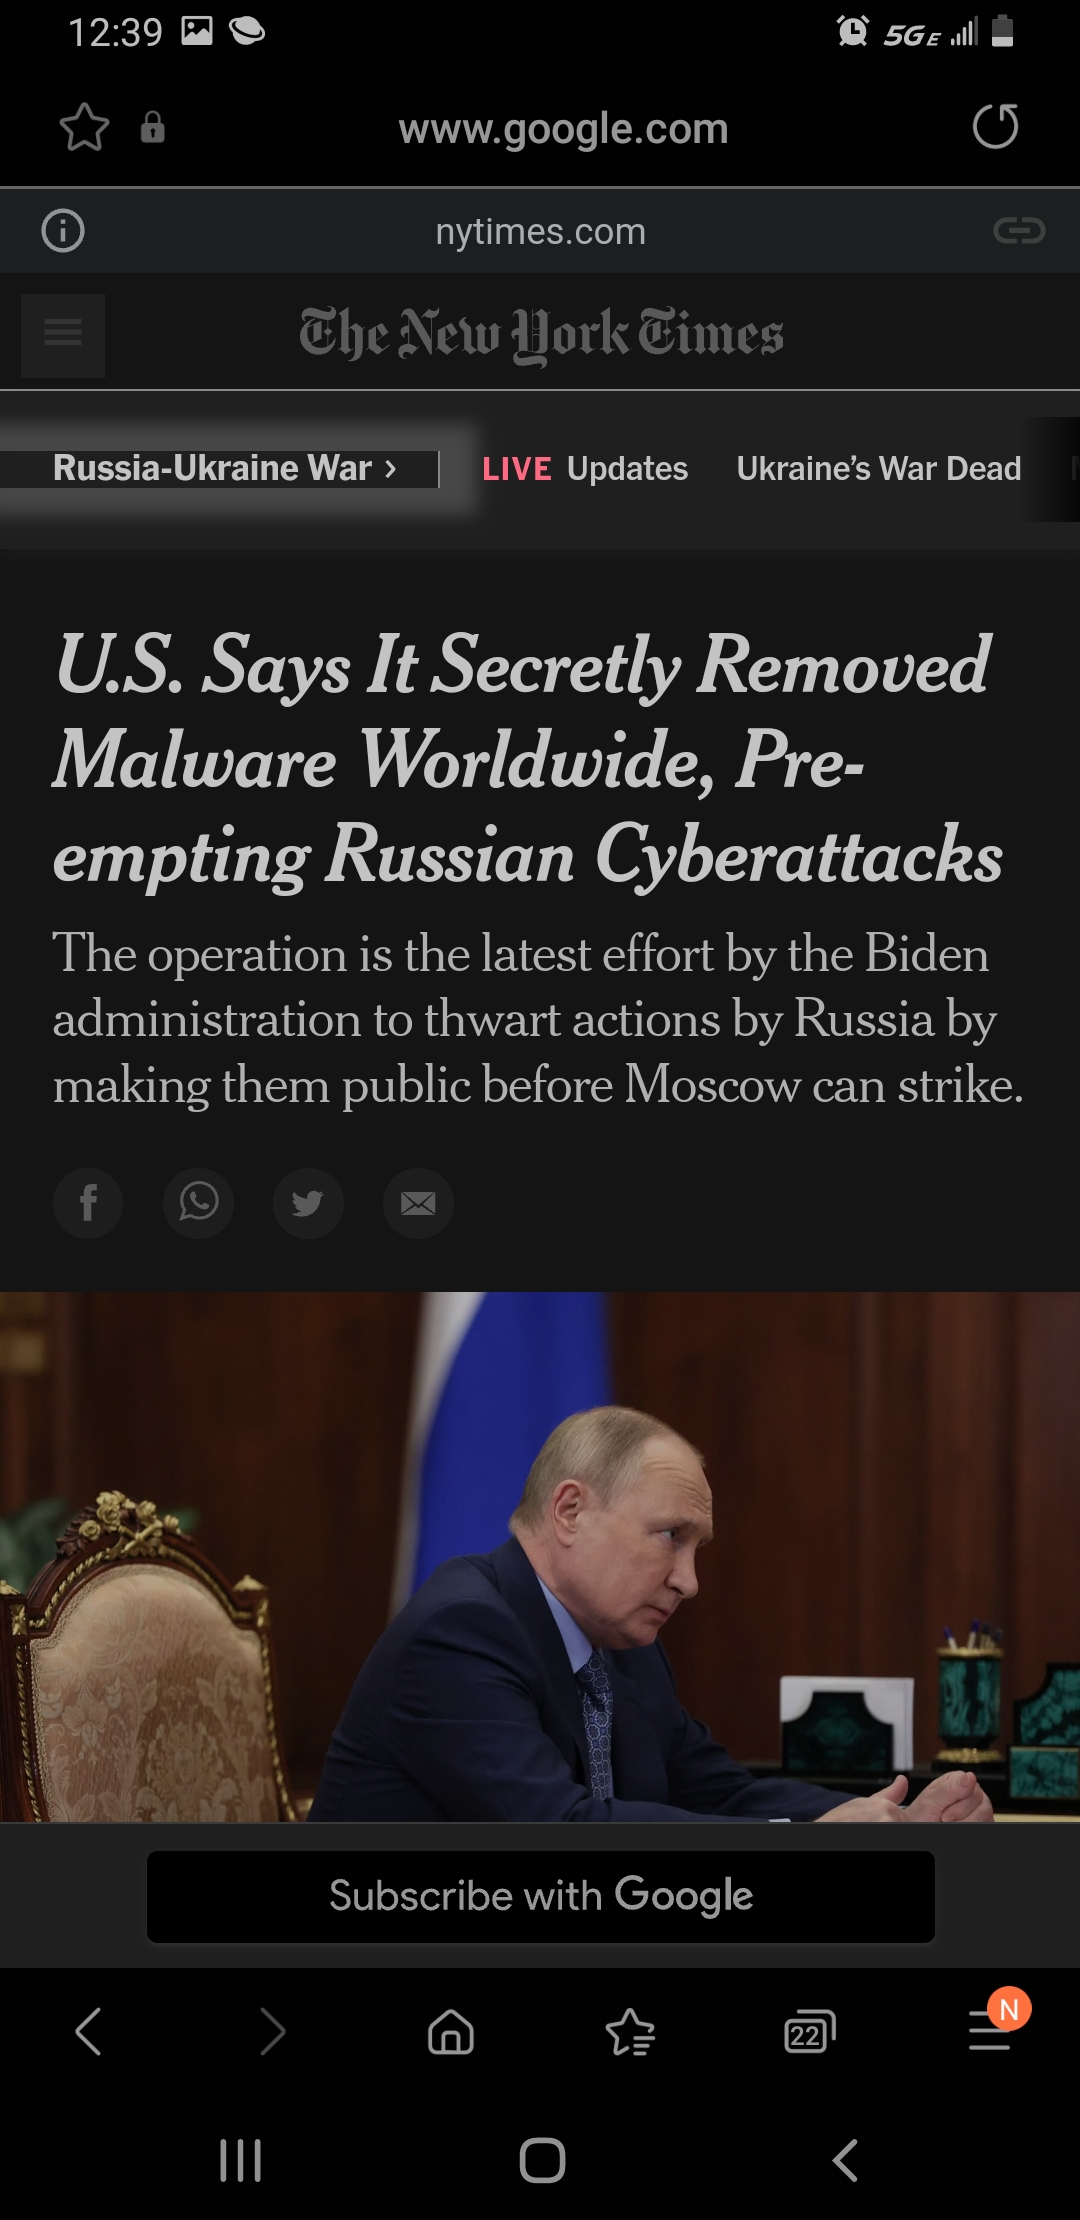 12:39
5G E
www.google.com
nytimes.com
The New York Times
Russia-Ukraine War ›
LIVE Updates
Ukraine’s War Dead
U.S. Says It Secretly Removed
Malware Worldwide, Pre-
empting Russian Cyberattacks
The operation is the latest effort by the Biden
administration to thwart actions by Russia by
making them public before Moscow can strike.
Subscribe with Google
22
N